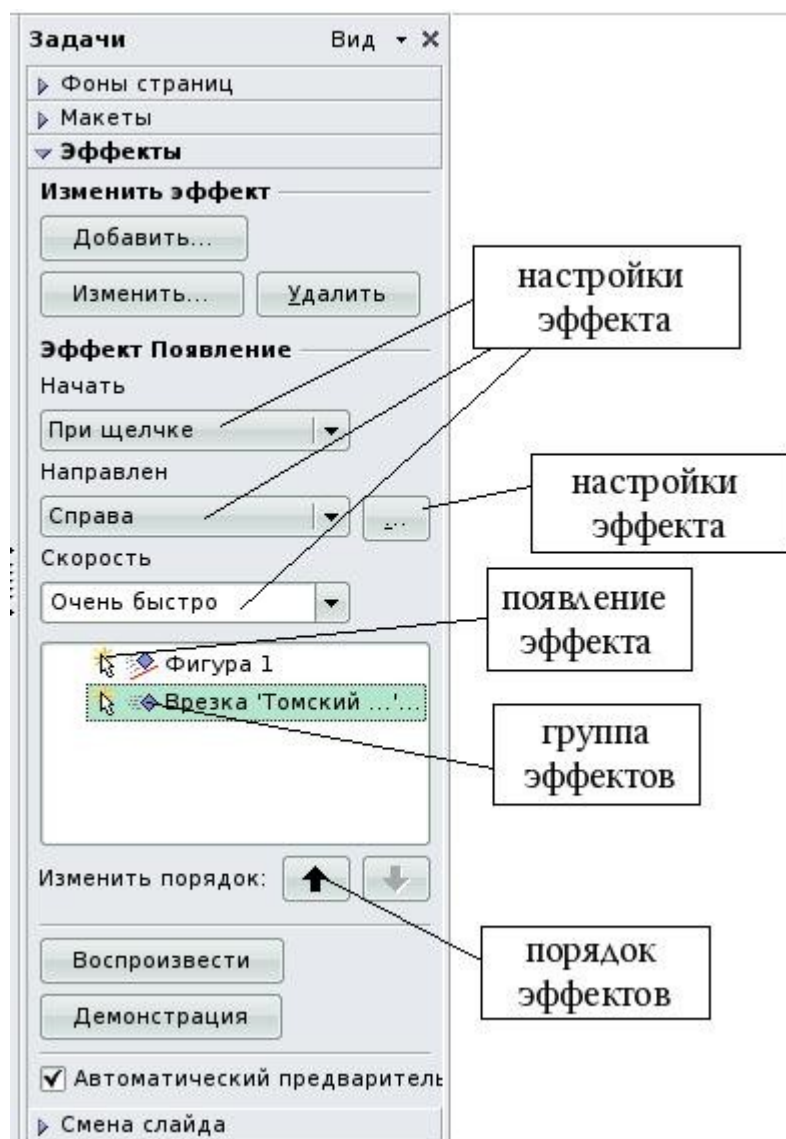 Задачи Вид
Фоны страниц
Макеты
Эффекты
Изменить эффект
Добавить...
Изменить... Удалить
настройки
эффекта
Эффект Появление
Начать
При щелчке
Направлен
Справа ...
настройки
эффекта
Скорость
Очень быстро
появление
эффекта
Фигура 1
Врезка 'Томский ...'...
группа
эффектов
Изменить порядок:
порядок
эффектов
Воспроизвести
Демонстрация
Автоматический предваритель
Смена слайда